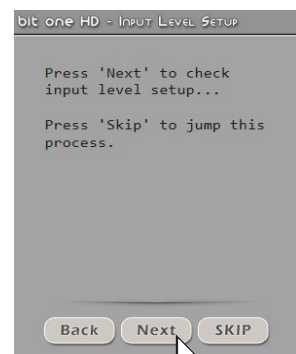 bit one HD - Input Level Setup
Press 'Next' to check
input level setup...
Press 'Skip' to jump this
process.
Back Next SKIP